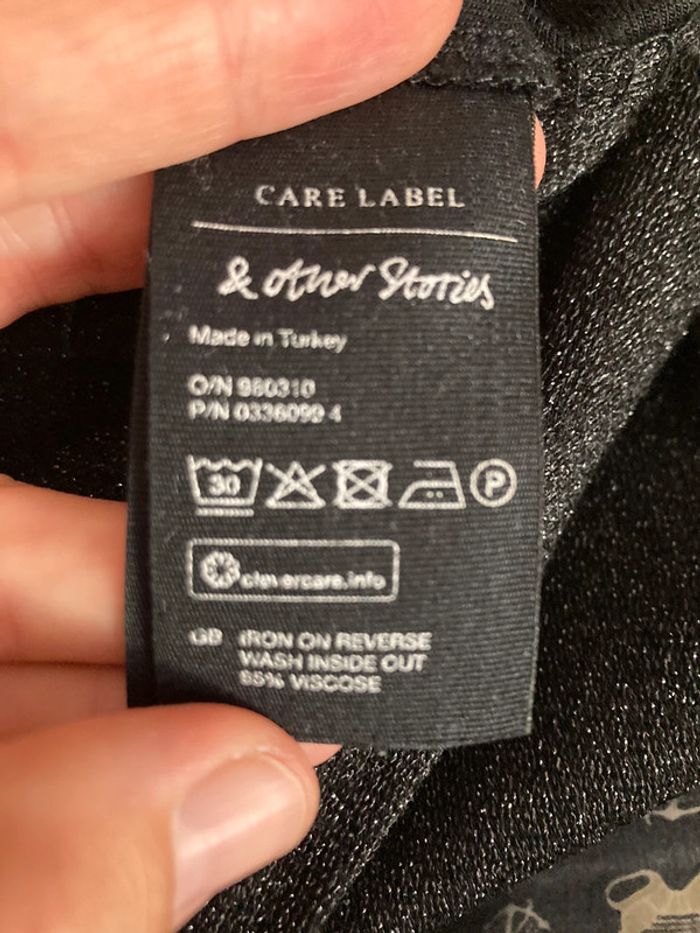 CARE LABEL
& other Stories
Made in Turkey
O/N 980310
P/N 0336099 4
30 P
clevercare.info
GB IRON ON REVERSE
WASH INSIDE OUT
85% VISCOSE